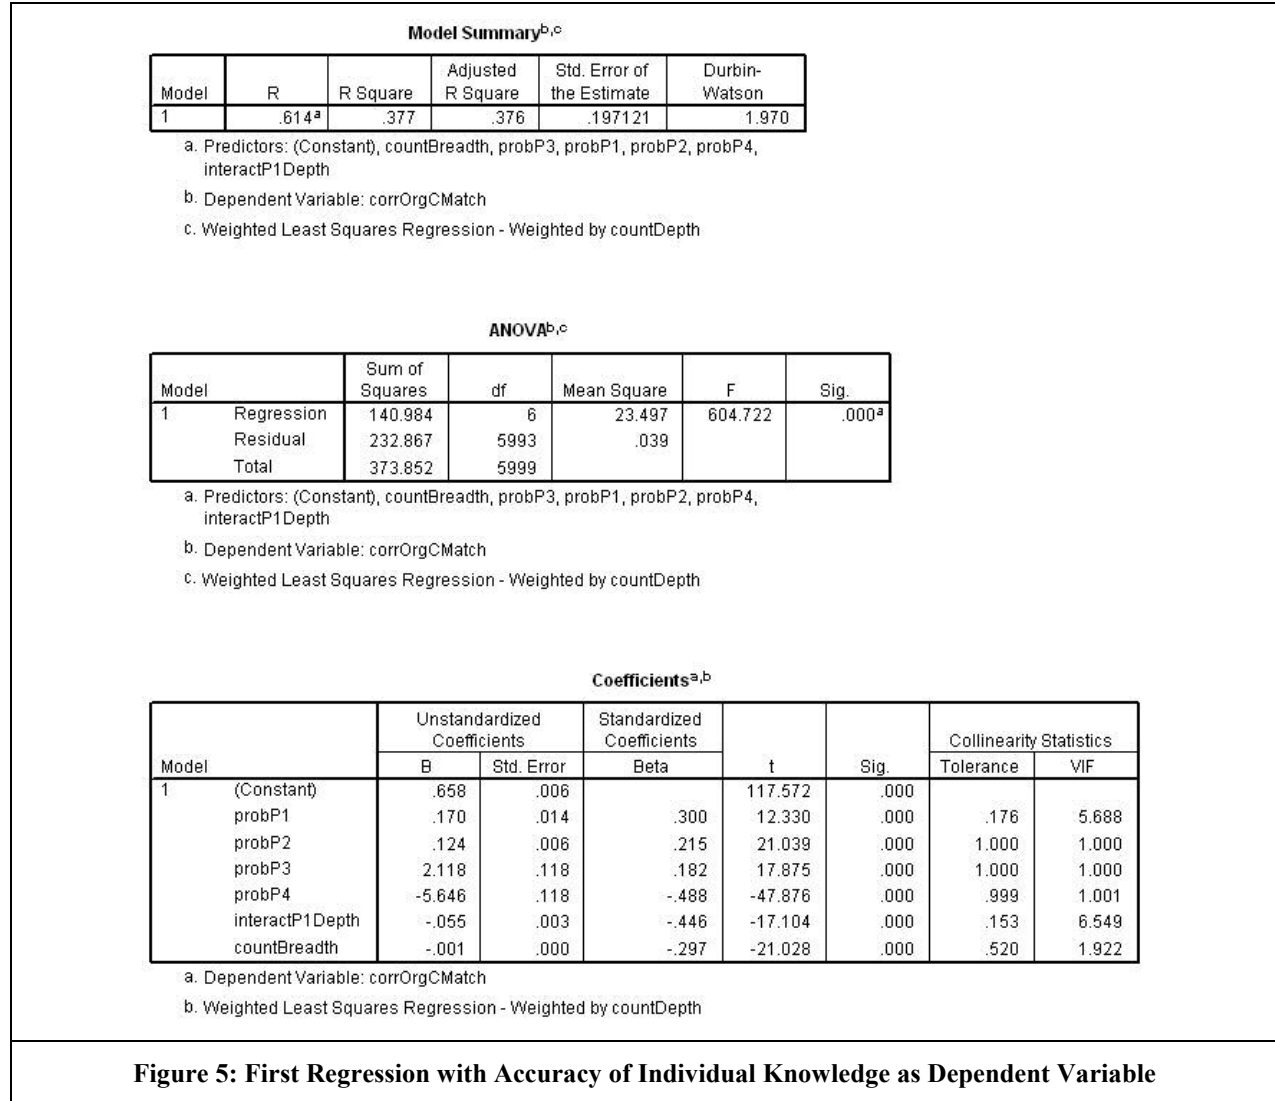 Model Summaryb,c
Model R R Square Adjusted R Square Std. Error of the Estimate Durbin-Watson
1 .614a .377 .376 .197121 1.970
a. Predictors: (Constant), countBreadth, probP3, probP1, probP2, probP4,
interactP1Depth
b. Dependent Variable: corrOrgCMatch
c. Weighted Least Squares Regression - Weighted by countDepth
ANOVAb,c
Model Sum of Squares df Mean Square F Sig.
1 Regression 140.984 6 23.497 604.722 .000a
Residual 232.867 5993 .039
Total 373.852 5999
a. Predictors: (Constant), countBreadth, probP3, probP1, probP2, probP4,
interactP1Depth
b. Dependent Variable: corrOrgCMatch
c. Weighted Least Squares Regression - Weighted by countDepth
Coefficientsa,b
Unstandardized Coefficients Standardized Coefficients Collinearity Statistics
Model B Std. Error Beta t Sig. Tolerance VIF
1 (Constant) .658 .006 117.572 .000
probP1 .170 .014 .300 12.330 .000 .176 5.688
probP2 .124 .006 .215 21.039 .000 1.000 1.000
probP3 2.118 .118 .182 17.875 .000 1.000 1.000
probP4 -5.646 .118 -.488 -47.876 .000 .999 1.001
interactP1Depth -.055 .003 -.446 -17.104 .000 .153 6.549
countBreadth -.001 .000 -.297 -21.028 .000 .520 1.922
a. Dependent Variable: corrOrgCMatch
b. Weighted Least Squares Regression - Weighted by countDepth
Figure 5: First Regression with Accuracy of Individual Knowledge as Dependent Variable